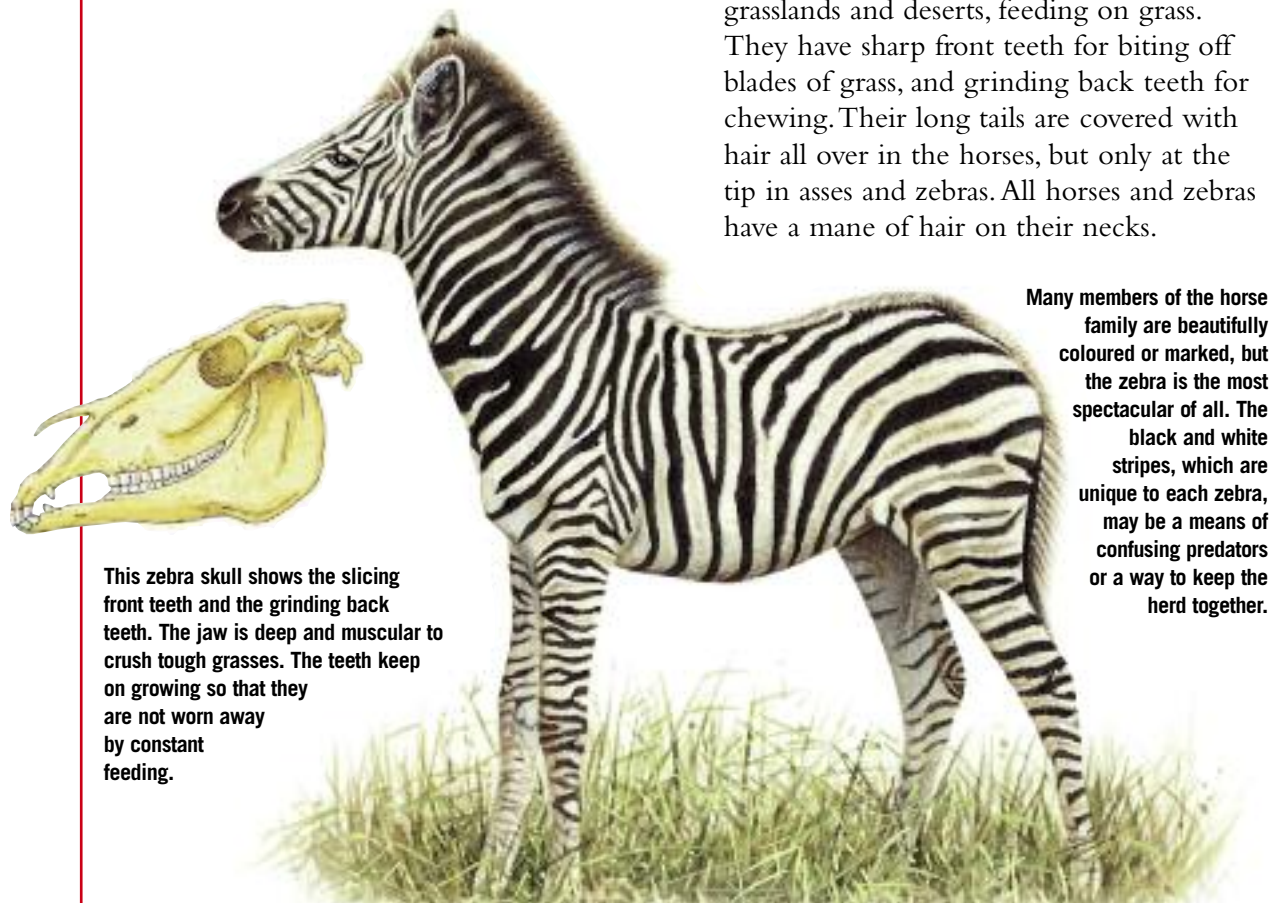 grasslands and deserts, feeding on grass.
They have sharp front teeth for biting off
blades of grass, and grinding back teeth for
chewing. Their long tails are covered with
hair all over in the horses, but only at the
tip in asses and zebras. All horses and zebras
have a mane of hair on their necks.
Many members of the horse
family are beautifully
coloured or marked, but
the zebra is the most
spectacular of all. The
black and white
stripes, which are
unique to each zebra,
may be a means of
confusing predators
or a way to keep the
herd together.
This zebra skull shows the slicing
front teeth and the grinding back
teeth. The jaw is deep and muscular to
crush tough grasses. The teeth keep
on growing so that they
are not worn away
by constant
feeding.